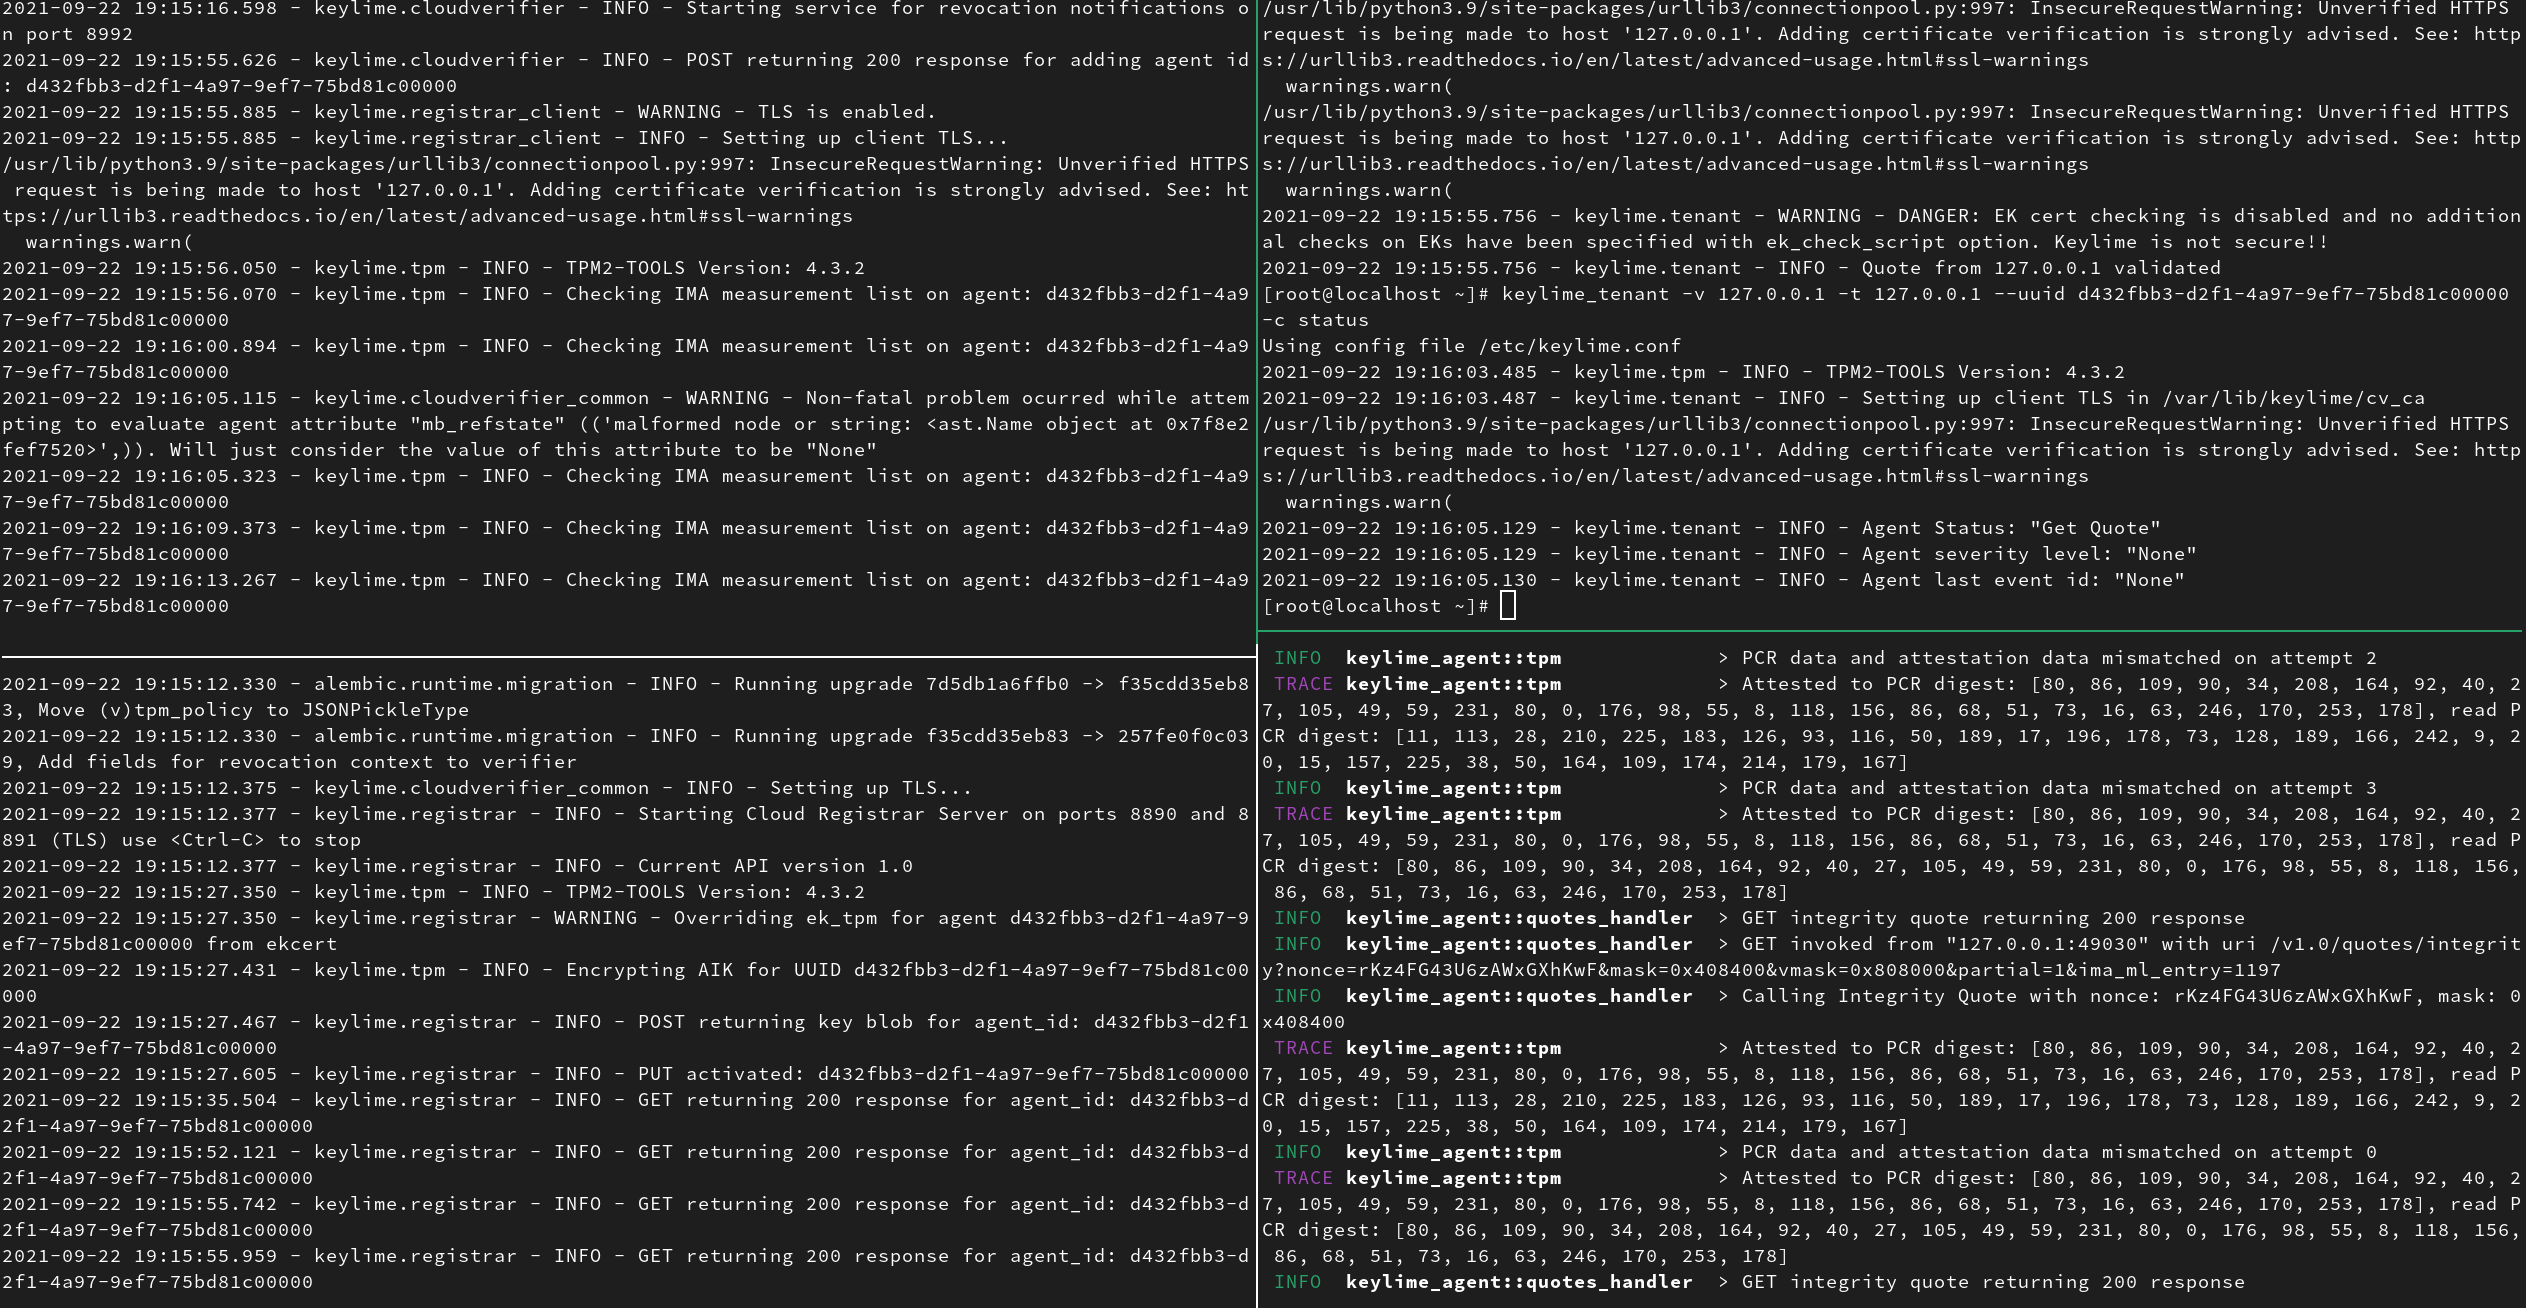 2021-09-22 19:15:16.598 - keylime.cloudverifier - INFO - Starting service for revocation notifications o
n port 8992
2021-09-22 19:15:55.626 - keylime.cloudverifier - INFO - POST returning 200 response for adding agent id
: d432fbb3-d2f1-4a97-9ef7-75bd81c00000
2021-09-22 19:15:55.885 - keylime.registrar_client - WARNING - TLS is enabled.
2021-09-22 19:15:55.885 - keylime.registrar_client - INFO - Setting up client TLS...
/usr/lib/python3.9/site-packages/urllib3/connectionpool.py:997: InsecureRequestWarning: Unverified HTTPS
 request is being made to host '127.0.0.1'. Adding certificate verification is strongly advised. See: ht
tps://urllib3.readthedocs.io/en/latest/advanced-usage.html#ssl-warnings
  warnings.warn(
2021-09-22 19:15:56.050 - keylime.tpm - INFO - TPM2-TOOLS Version: 4.3.2
2021-09-22 19:15:56.070 - keylime.tpm - INFO - Checking IMA measurement list on agent: d432fbb3-d2f1-4a9
7-9ef7-75bd81c00000
2021-09-22 19:16:00.894 - keylime.tpm - INFO - Checking IMA measurement list on agent: d432fbb3-d2f1-4a9
7-9ef7-75bd81c00000
2021-09-22 19:16:05.115 - keylime.cloudverifier_common - WARNING - Non-fatal problem ocurred while attem
pting to evaluate agent attribute "mb_refstate" (('malformed node or string: <ast.Name object at 0x7f8e2
fef7520>',)). Will just consider the value of this attribute to be "None"
2021-09-22 19:16:05.323 - keylime.tpm - INFO - Checking IMA measurement list on agent: d432fbb3-d2f1-4a9
7-9ef7-75bd81c00000
2021-09-22 19:16:09.373 - keylime.tpm - INFO - Checking IMA measurement list on agent: d432fbb3-d2f1-4a9
7-9ef7-75bd81c00000
2021-09-22 19:16:13.267 - keylime.tpm - INFO - Checking IMA measurement list on agent: d432fbb3-d2f1-4a9
7-9ef7-75bd81c00000
2021-09-22 19:15:12.330 - alembic.runtime.migration - INFO - Running upgrade 7d5db1a6ffb0 -> f35cdd35eb8
3, Move (v)tpm_policy to JSONPickleType
2021-09-22 19:15:12.330 - alembic.runtime.migration - INFO - Running upgrade f35cdd35eb83 -> 257fe0f0c03
9, Add fields for revocation context to verifier
2021-09-22 19:15:12.375 - keylime.cloudverifier_common - INFO - Setting up TLS...
2021-09-22 19:15:12.377 - keylime.registrar - INFO - Starting Cloud Registrar Server on ports 8890 and 8
891 (TLS) use <Ctrl-C> to stop
2021-09-22 19:15:12.377 - keylime.registrar - INFO - Current API version 1.0
2021-09-22 19:15:27.350 - keylime.tpm - INFO - TPM2-TOOLS Version: 4.3.2
2021-09-22 19:15:27.350 - keylime.registrar - WARNING - Overriding ek_tpm for agent d432fbb3-d2f1-4a97-9
ef7-75bd81c00000 from ekcert
2021-09-22 19:15:27.431 - keylime.tpm - INFO - Encrypting AIK for UUID d432fbb3-d2f1-4a97-9ef7-75bd81c00
000
2021-09-22 19:15:27.467 - keylime.registrar - INFO - POST returning key blob for agent_id: d432fbb3-d2f1
-4a97-9ef7-75bd81c00000
2021-09-22 19:15:27.605 - keylime.registrar - INFO - PUT activated: d432fbb3-d2f1-4a97-9ef7-75bd81c00000
2021-09-22 19:15:35.504 - keylime.registrar - INFO - GET returning 200 response for agent_id: d432fbb3-d
2f1-4a97-9ef7-75bd81c00000
2021-09-22 19:15:52.121 - keylime.registrar - INFO - GET returning 200 response for agent_id: d432fbb3-d
2f1-4a97-9ef7-75bd81c00000
2021-09-22 19:15:55.742 - keylime.registrar - INFO - GET returning 200 response for agent_id: d432fbb3-d
2f1-4a97-9ef7-75bd81c00000
2021-09-22 19:15:55.959 - keylime.registrar - INFO - GET returning 200 response for agent_id: d432fbb3-d
2f1-4a97-9ef7-75bd81c00000
/usr/lib/python3.9/site-packages/urllib3/connectionpool.py:997: InsecureRequestWarning: Unverified HTTPS
request is being made to host '127.0.0.1'. Adding certificate verification is strongly advised. See: http
s://urllib3.readthedocs.io/en/latest/advanced-usage.html#ssl-warnings
  warnings.warn(
/usr/lib/python3.9/site-packages/urllib3/connectionpool.py:997: InsecureRequestWarning: Unverified HTTPS
request is being made to host '127.0.0.1'. Adding certificate verification is strongly advised. See: http
s://urllib3.readthedocs.io/en/latest/advanced-usage.html#ssl-warnings
  warnings.warn(
2021-09-22 19:15:55.756 - keylime.tenant - WARNING - DANGER: EK cert checking is disabled and no addition
al checks on EKs have been specified with ek_check_script option. Keylime is not secure!!
2021-09-22 19:15:55.756 - keylime.tenant - INFO - Quote from 127.0.0.1 validated
[root@localhost ~]# keylime_tenant -v 127.0.0.1 -t 127.0.0.1 --uuid d432fbb3-d2f1-4a97-9ef7-75bd81c00000
-c status
Using config file /etc/keylime.conf
2021-09-22 19:16:03.485 - keylime.tpm - INFO - TPM2-TOOLS Version: 4.3.2
2021-09-22 19:16:03.487 - keylime.tenant - INFO - Setting up client TLS in /var/lib/keylime/cv_ca
/usr/lib/python3.9/site-packages/urllib3/connectionpool.py:997: InsecureRequestWarning: Unverified HTTPS
request is being made to host '127.0.0.1'. Adding certificate verification is strongly advised. See: http
s://urllib3.readthedocs.io/en/latest/advanced-usage.html#ssl-warnings
  warnings.warn(
2021-09-22 19:16:05.129 - keylime.tenant - INFO - Agent Status: "Get Quote"
2021-09-22 19:16:05.129 - keylime.tenant - INFO - Agent severity level: "None"
2021-09-22 19:16:05.130 - keylime.tenant - INFO - Agent last event id: "None"
[root@localhost ~]#
 INFO  keylime_agent::tpm             > PCR data and attestation data mismatched on attempt 2
 TRACE keylime_agent::tpm             > Attested to PCR digest: [80, 86, 109, 90, 34, 208, 164, 92, 40, 2
7, 105, 49, 59, 231, 80, 0, 176, 98, 55, 8, 118, 156, 86, 68, 51, 73, 16, 63, 246, 170, 253, 178], read P
CR digest: [11, 113, 28, 210, 225, 183, 126, 93, 116, 50, 189, 17, 196, 178, 73, 128, 189, 166, 242, 9, 2
0, 15, 157, 225, 38, 50, 164, 109, 174, 214, 179, 167]
 INFO  keylime_agent::tpm             > PCR data and attestation data mismatched on attempt 3
 TRACE keylime_agent::tpm             > Attested to PCR digest: [80, 86, 109, 90, 34, 208, 164, 92, 40, 2
7, 105, 49, 59, 231, 80, 0, 176, 98, 55, 8, 118, 156, 86, 68, 51, 73, 16, 63, 246, 170, 253, 178], read P
CR digest: [80, 86, 109, 90, 34, 208, 164, 92, 40, 27, 105, 49, 59, 231, 80, 0, 176, 98, 55, 8, 118, 156,
 86, 68, 51, 73, 16, 63, 246, 170, 253, 178]
 INFO  keylime_agent::quotes_handler  > GET integrity quote returning 200 response
 INFO  keylime_agent::quotes_handler  > GET invoked from "127.0.0.1:49030" with uri /v1.0/quotes/integrit
y?nonce=rKz4FG43U6zAWxGXhKwF&mask=0x408400&vmask=0x808000&partial=1&ima_ml_entry=1197
 INFO  keylime_agent::quotes_handler  > Calling Integrity Quote with nonce: rKz4FG43U6zAWxGXhKwF, mask: 0
x408400
 TRACE keylime_agent::tpm             > Attested to PCR digest: [80, 86, 109, 90, 34, 208, 164, 92, 40, 2
7, 105, 49, 59, 231, 80, 0, 176, 98, 55, 8, 118, 156, 86, 68, 51, 73, 16, 63, 246, 170, 253, 178], read P
CR digest: [11, 113, 28, 210, 225, 183, 126, 93, 116, 50, 189, 17, 196, 178, 73, 128, 189, 166, 242, 9, 2
0, 15, 157, 225, 38, 50, 164, 109, 174, 214, 179, 167]
 INFO  keylime_agent::tpm             > PCR data and attestation data mismatched on attempt 0
 TRACE keylime_agent::tpm             > Attested to PCR digest: [80, 86, 109, 90, 34, 208, 164, 92, 40, 2
7, 105, 49, 59, 231, 80, 0, 176, 98, 55, 8, 118, 156, 86, 68, 51, 73, 16, 63, 246, 170, 253, 178], read P
CR digest: [80, 86, 109, 90, 34, 208, 164, 92, 40, 27, 105, 49, 59, 231, 80, 0, 176, 98, 55, 8, 118, 156,
 86, 68, 51, 73, 16, 63, 246, 170, 253, 178]
 INFO  keylime_agent::quotes_handler  > GET integrity quote returning 200 response